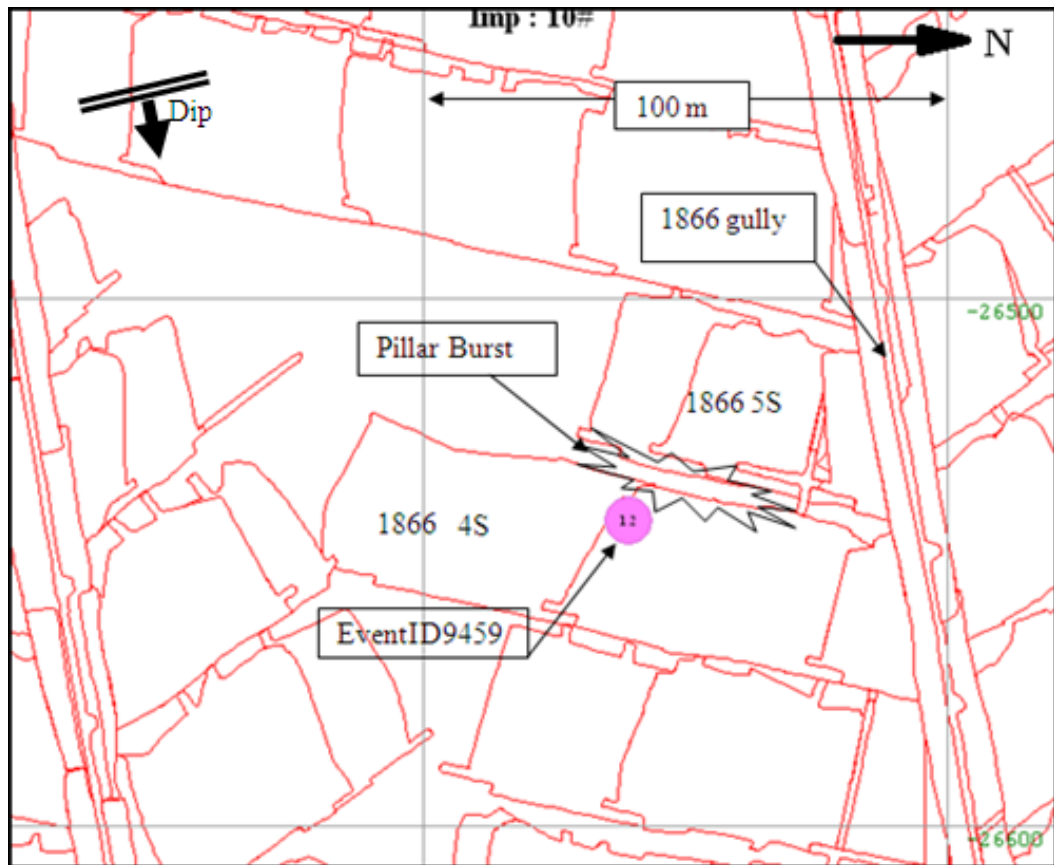 Imp : 10#
N
Dip
100 m
1866 gully
-26500
Pillar Burst
1866 5S
1866 4S
12
EventID9459
-26600